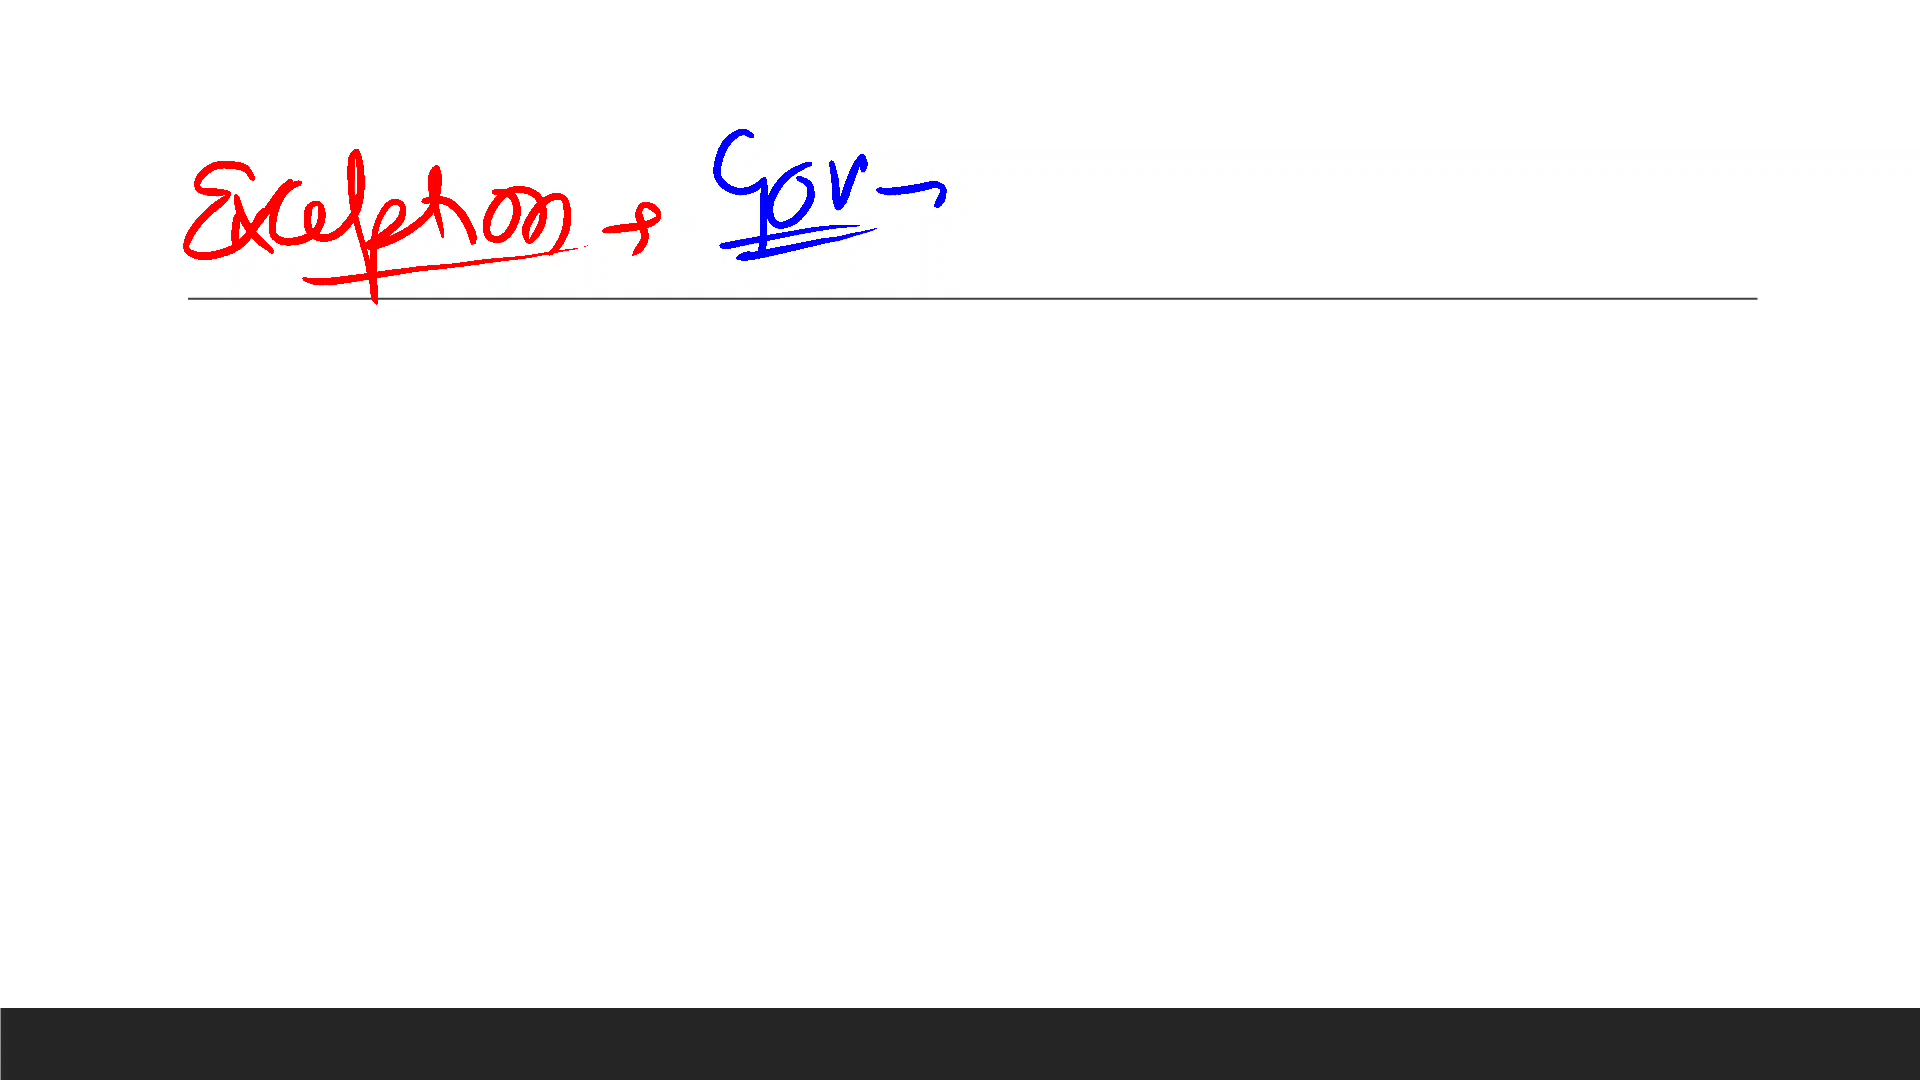 Exception → Gov →